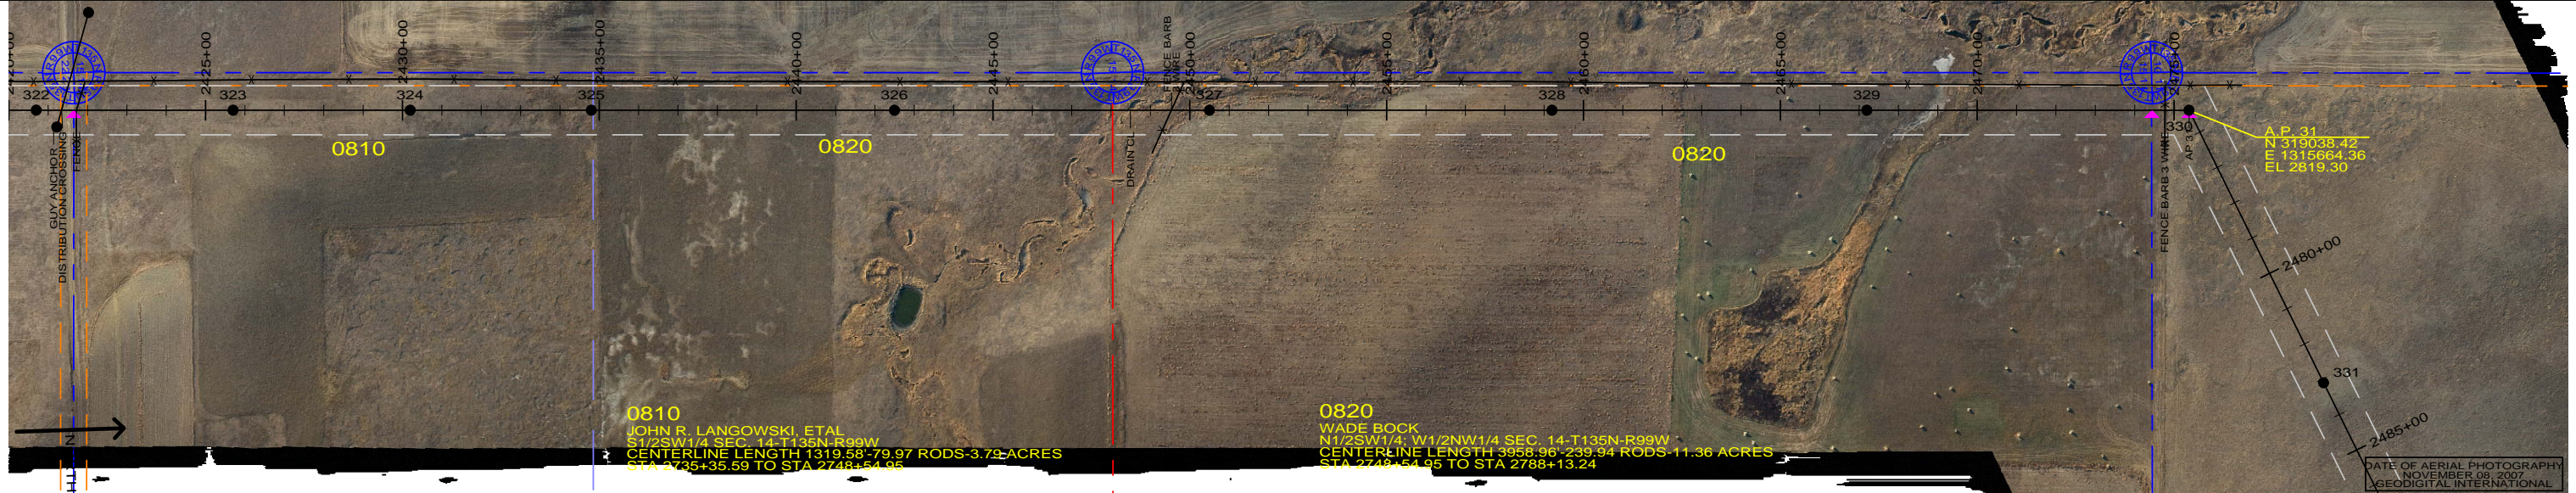 2425+00
2430+00
2435+00
2440+00
2445+00
2450+00
2455+00
2460+00
2465+00
2470+00
2475+00
FENCE BARB
322
323
324
325
326
327
328
329
330
GUY ANCHOR
DISTRIBUTION CROSSING
FENCE
0810
0820
DRAIN CL
0820
FENCE BARB 3 WIRE
A.P. 31
N 319038.42
E 1315664.36
EL 2819.30
2480+00
331
2485+00
N
0810
JOHN R. LANGOWSKI, ETAL
S1/2SW1/4 SEC. 14-T135N-R99W
CENTERLINE LENGTH 1319.58'-79.97 RODS-3.79 ACRES
STA 2735+35.59 TO STA 2748+54.95
0820
WADE BOCK
N1/2SW1/4; W1/2NW1/4 SEC. 14-T135N-R99W
CENTERLINE LENGTH 3958.96'-239.94 RODS-11.36 ACRES
STA 2748+54.95 TO STA 2788+13.24
DATE OF AERIAL PHOTOGRAPHY
NOVEMBER 08, 2007
GEODIGITAL INTERNATIONAL